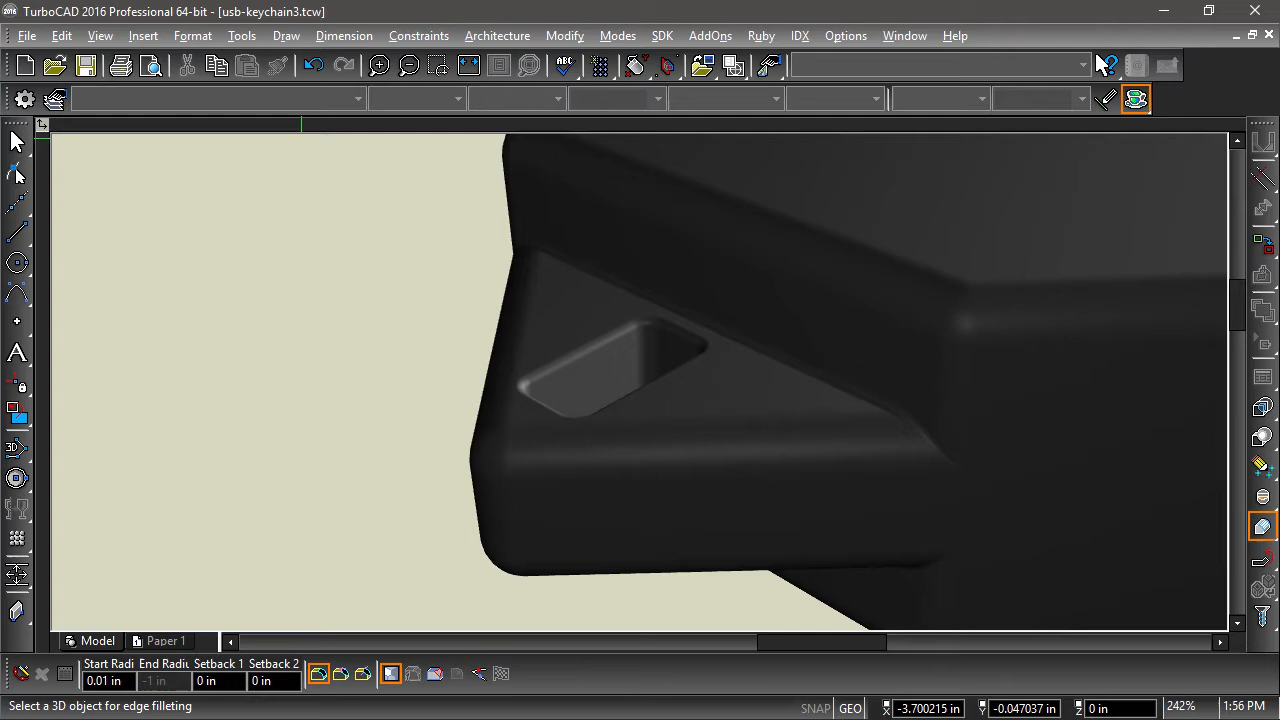 TurboCAD 2016 Professional 64-bit - [usb-keychain3.tcw]
File Edit View Insert Format Tools Draw Dimension Constraints Architecture Modify Modes SDK AddOns Ruby IDX Options Window Help
ABC
A
3D
Model Paper 1
Start Radi End Radiu Setback 1 Setback 2
0.01 in -1 in 0 in 0 in
Select a 3D object for edge filleting
SNAP GEO X -3.700215 in Y -0.047037 in Z 0 in 242% 1:56 PM